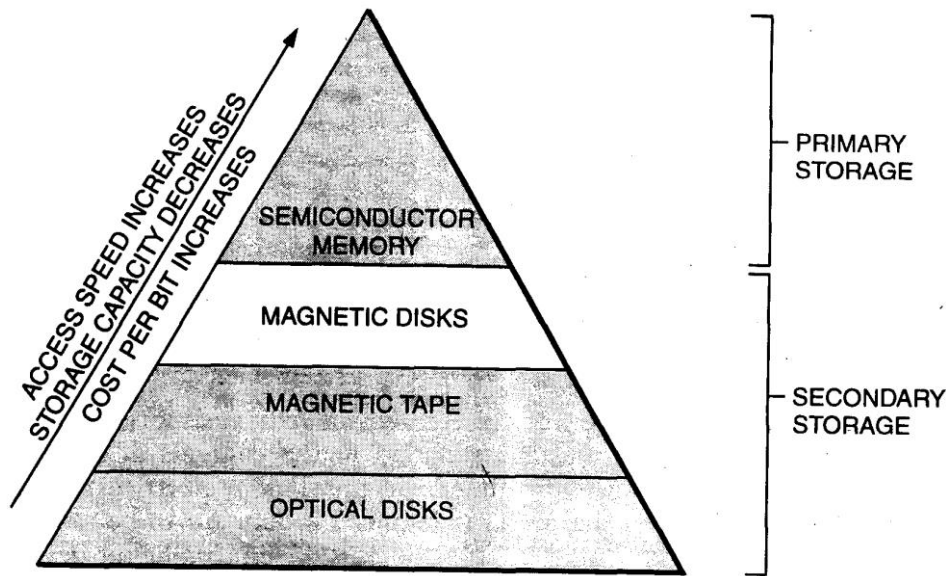 ACCESS SPEED INCREASES
STORAGE CAPACITY DECREASES
COST PER BIT INCREASES
SEMICONDUCTOR
MEMORY
MAGNETIC DISKS
MAGNETIC TAPE
OPTICAL DISKS
PRIMARY
STORAGE
SECONDARY
STORAGE